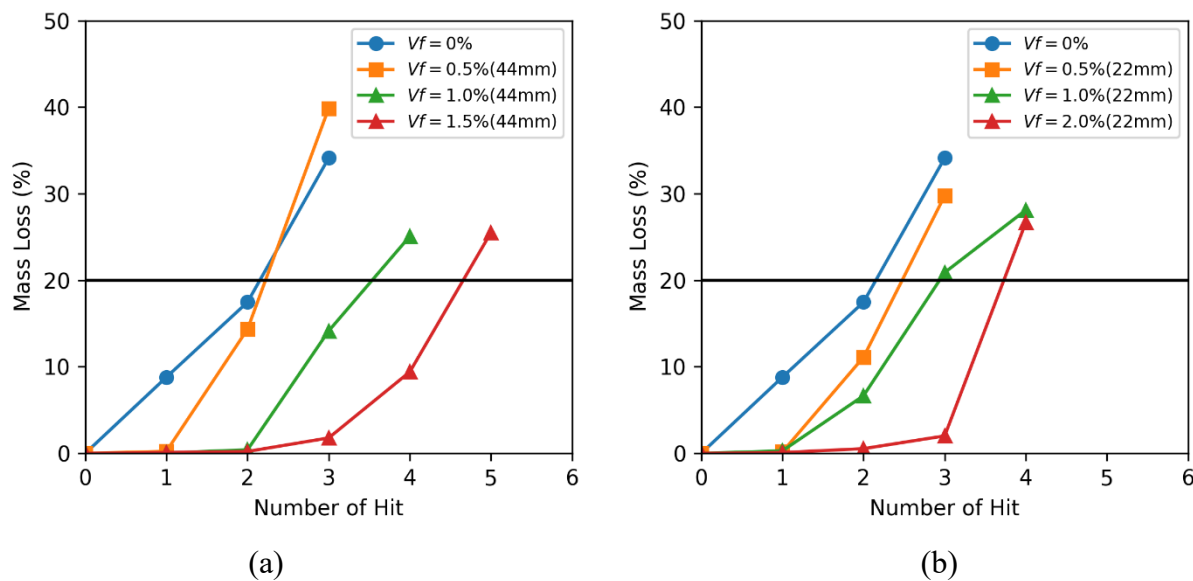 50
40
30
20
10
0
Mass Loss (%)
Vf = 0%
Vf = 0.5%(44mm)
Vf = 1.0%(44mm)
Vf = 1.5%(44mm)
0 1 2 3 4 5 6
Number of Hit
(a)
50
40
30
20
10
0
Mass Loss (%)
Vf = 0%
Vf = 0.5%(22mm)
Vf = 1.0%(22mm)
Vf = 2.0%(22mm)
0 1 2 3 4 5 6
Number of Hit
(b)